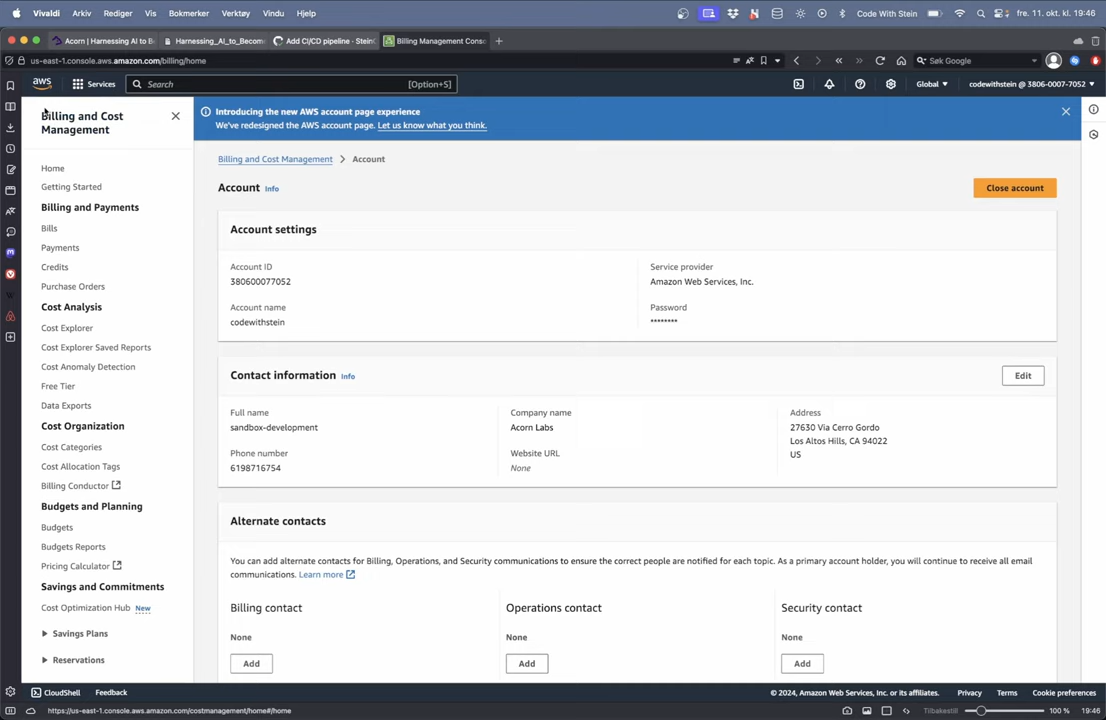 Vivaldi Arkiv Rediger Vis Bokmerker Verktøy Vindu Hjelp Code With Stein fre. 11. okt. kl. 19:46
Acorn | Harnessing AI to B Harnessing_AI_to_Become Add CI/CD pipeline - Stein Billing Management Cons
us-east-1.console.aws.amazon.com/billing/home Søk Google
aws Services Search [Option+S] Global codewithstein @ 3806-0007-7052
Billing and Cost
Management
Home
Getting Started
Billing and Payments
Bills
Payments
Credits
Purchase Orders
Cost Analysis
Cost Explorer
Cost Explorer Saved Reports
Cost Anomaly Detection
Free Tier
Data Exports
Cost Organization
Cost Categories
Cost Allocation Tags
Billing Conductor
Budgets and Planning
Budgets
Budgets Reports
Pricing Calculator
Savings and Commitments
Cost Optimization Hub New
Savings Plans
Reservations
Introducing the new AWS account page experience
We've redesigned the AWS account page. Let us know what you think.
Billing and Cost Management > Account
Account Info Close account
Account settings
Account ID
380600077052
Account name
codewithstein
Service provider
Amazon Web Services, Inc.
Password
********
Contact information Info Edit
Full name
sandbox-development
Phone number
6198716754
Company name
Acorn Labs
Website URL
None
Address
27630 Via Cerro Gordo
Los Altos Hills, CA 94022
US
Alternate contacts
You can add alternate contacts for Billing, Operations, and Security communications to ensure the correct people are notified for each topic. As a primary account holder, you will continue to receive all email
communications. Learn more
Billing contact
None
Add
Operations contact
None
Add
Security contact
None
Add
CloudShell Feedback © 2024, Amazon Web Services, Inc. or its affiliates. Privacy Terms Cookie preferences
https://us-east-1.console.aws.amazon.com/costmanagement/home#/home Tilbakestill 100 % 19:46